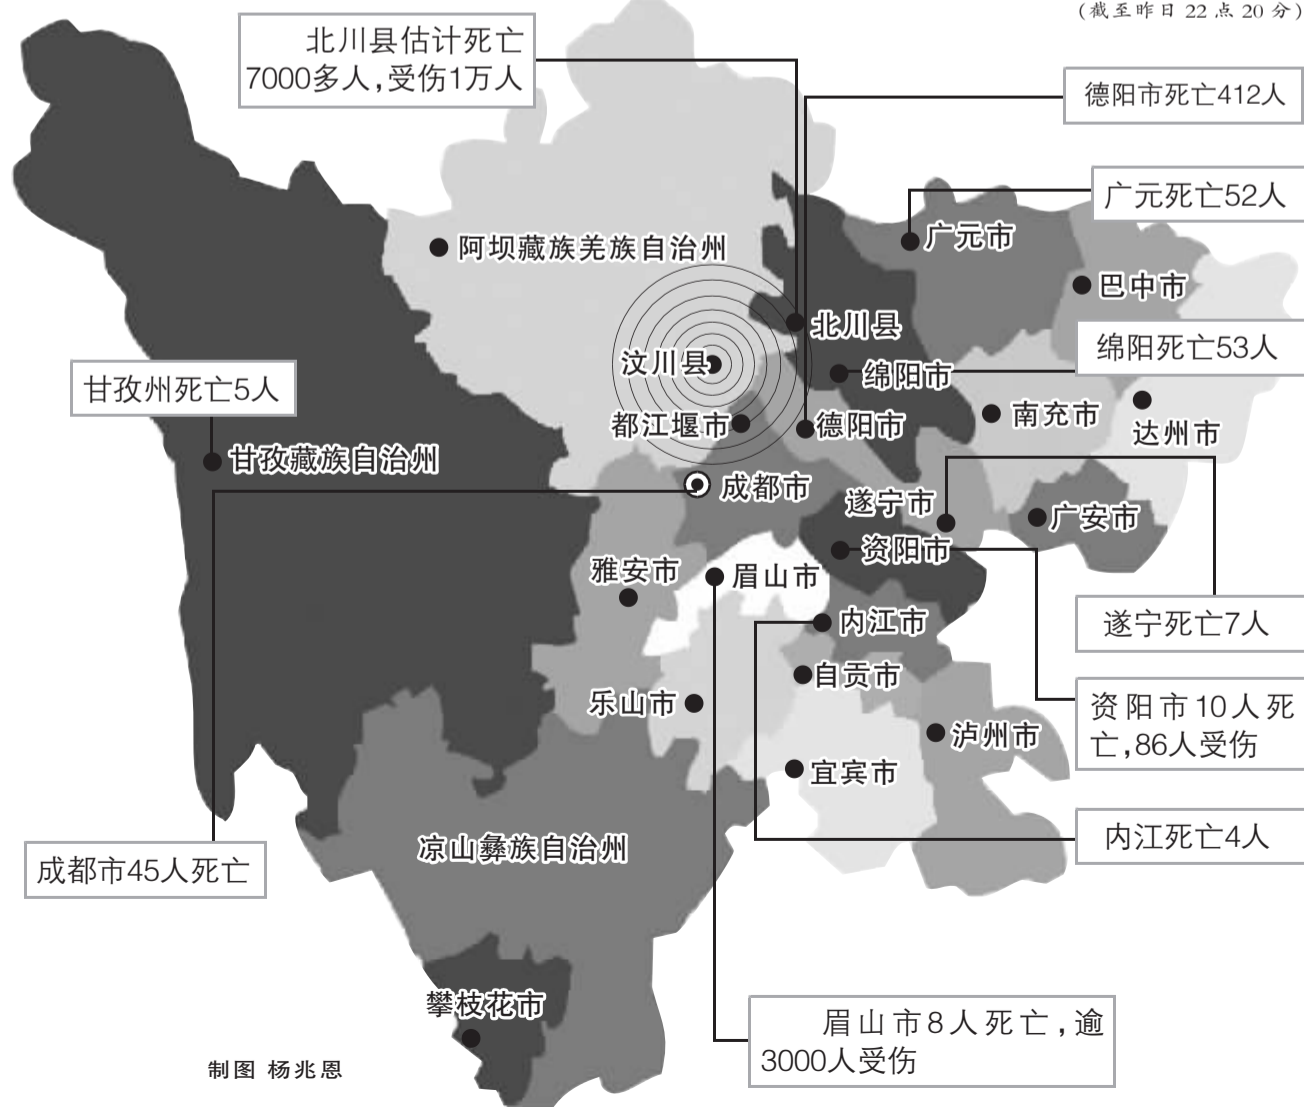 (截至昨日 22 点 20 分)
北川县估计死亡
7000多人,受伤1万人
德阳市死亡412人
广元死亡52人
广元市
阿坝藏族羌族自治州
巴中市
北川县
绵阳死亡53人
汶川县
绵阳市
甘孜州死亡5人
南充市
都江堰市
德阳市
达州市
甘孜藏族自治州
成都市
遂宁市
广安市
资阳市
雅安市
眉山市
内江市
遂宁死亡7人
自贡市
乐山市
资阳市10人死
亡,86人受伤
泸州市
宜宾市
内江死亡4人
凉山彝族自治州
成都市45人死亡
攀枝花市
眉山市8人死亡,逾
3000人受伤
制图 杨兆恩